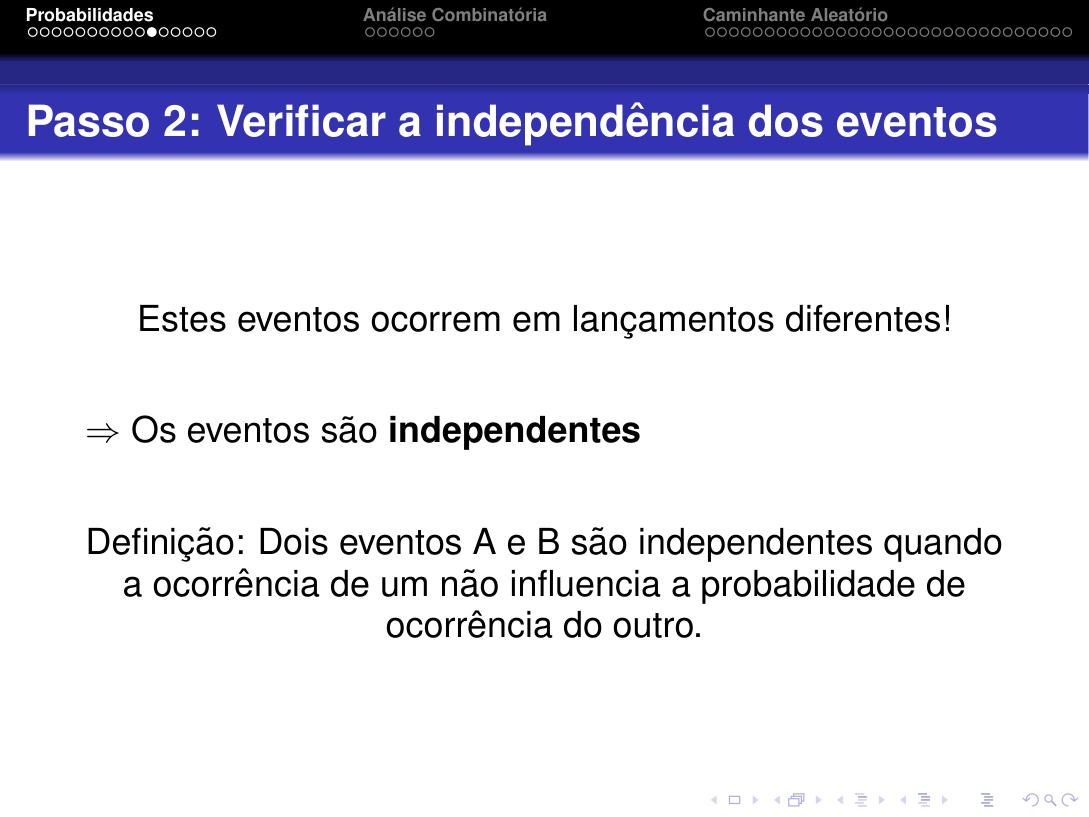 Probabilidades
Análise Combinatória
Caminhante Aleatório
Passo 2: Verificar a independência dos eventos
Estes eventos ocorrem em lançamentos diferentes!
⇒ Os eventos são independentes
Definição: Dois eventos A e B são independentes quando
a ocorrência de um não influencia a probabilidade de
ocorrência do outro.